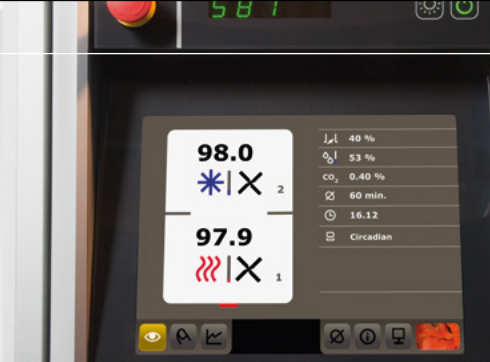 581
98.0
2
97.9
1
40 %
53 %
CO₂ 0.40 %
60 min.
16.12
Circadian